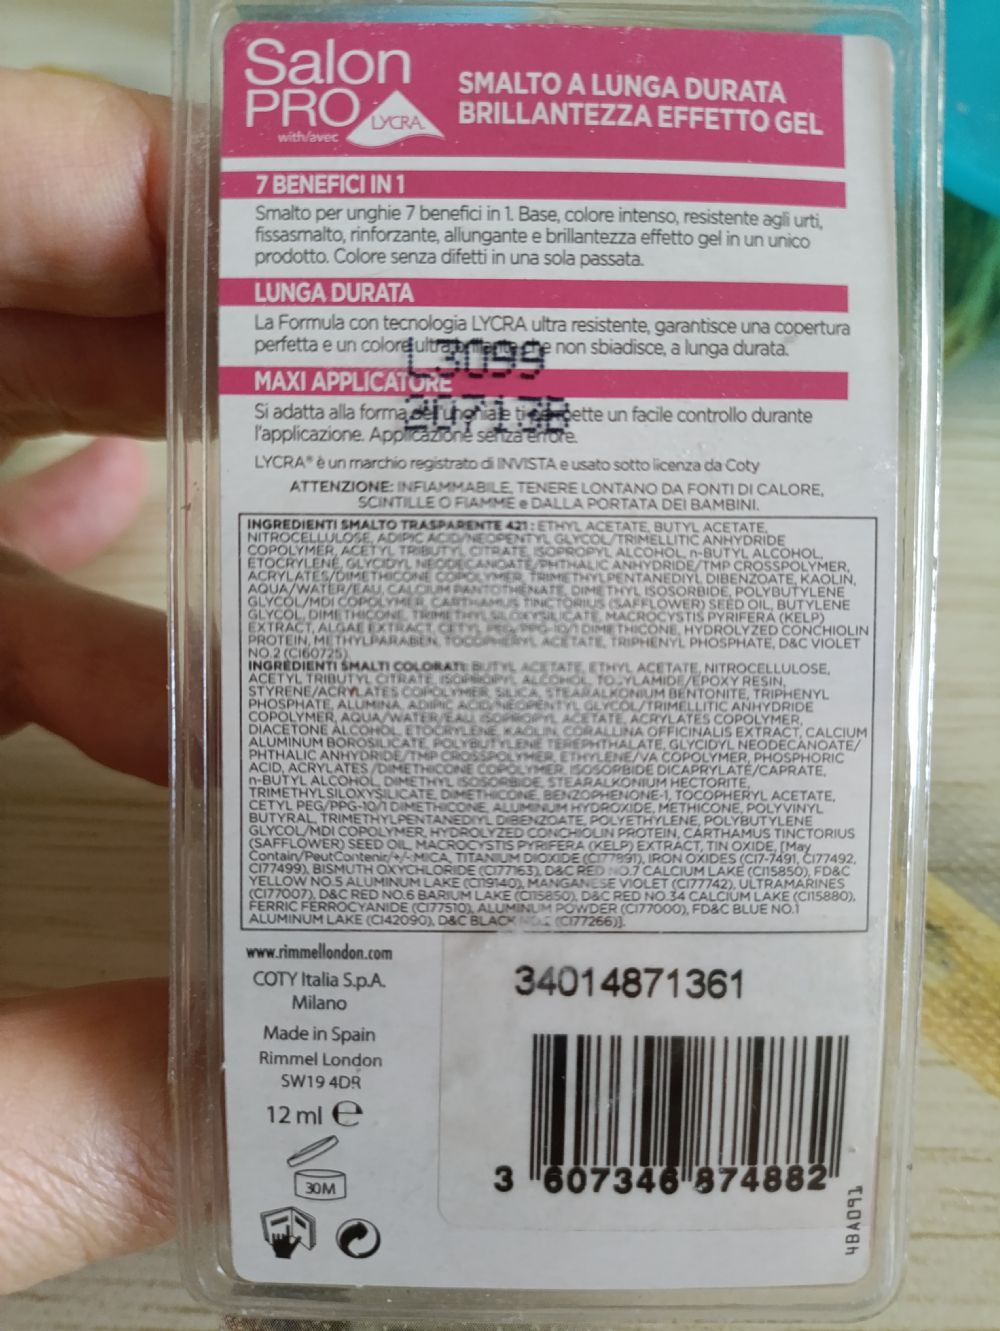 Salon
PRO
with/avec
LYCRA
SMALTO A LUNGA DURATA
BRILLANTEZZA EFFETTO GEL
7 BENEFICI IN 1
Smalto per unghie 7 benefici in 1. Base, colore intenso, resistente agli urti,
fissasmalto, rinforzante, allungante e brillantezza effetto gel in un unico
prodotto. Colore senza difetti in una sola passata.
LUNGA DURATA
La Formula con tecnologia LYCRA ultra resistente, garantisce una copertura
perfetta e un colore ultra brillante che non sbiadisce, a lunga durata.
L3099
MAXI APPLICATORE
Si adatta alla forma dell'unghia e ti permette un facile controllo durante
l'applicazione. Applicazione senza errore.
LYCRA® è un marchio registrato di INVISTA e usato sotto licenza da Coty
ATTENZIONE: INFIAMMABILE, TENERE LONTANO DA FONTI DI CALORE,
SCINTILLE O FIAMME e DALLA PORTATA DEI BAMBINI.
INGREDIENTI SMALTO TRASPARENTE 421: ETHYL ACETATE, BUTYL ACETATE,
NITROCELLULOSE, ADIPIC ACID/NEOPENTYL GLYCOL/TRIMELLITIC ANHYDRIDE
COPOLYMER, ACETYL TRIBUTYL CITRATE, ISOPROPYL ALCOHOL, n-BUTYL ALCOHOL,
ETOCRYLENE, GLYCIDYL NEODECANOATE/PHTHALIC ANHYDRIDE/TMP CROSSPOLYMER,
ACRYLATES/DIMETHICONE COPOLYMER, TRIMETHYLPENTANEDIYL DIBENZOATE, KAOLIN,
AQUA/WATER/EAU, CALCIUM PANTOTHENATE, DIMETHYL ISOSORBIDE, POLYBUTYLENE
GLYCOL/MDI COPOLYMER, CARTHAMUS TINCTORIUS (SAFFLOWER) SEED OIL, BUTYLENE
GLYCOL, DIMETHICONE, TRIMETHYLSILOXYSILICATE, MACROCYSTIS PYRIFERA (KELP)
EXTRACT, ALGAE EXTRACT, CETYL PEG/PPG-10/1 DIMETHICONE, HYDROLYZED CONCHIOLIN
PROTEIN, METHYLPARABEN, TOCOPHERYL ACETATE, TRIPHENYL PHOSPHATE, D&C VIOLET
NO.2 (CI60725).
INGREDIENTI SMALTI COLORATI: BUTYL ACETATE, ETHYL ACETATE, NITROCELLULOSE,
ACETYL TRIBUTYL CITRATE, ISOPROPYL ALCOHOL, TOSYLAMIDE/EPOXY RESIN,
STYRENE/ACRYLATES COPOLYMER, SILICA, STEARALKONIUM BENTONITE, TRIPHENYL
PHOSPHATE, ALUMINA, ADIPIC ACID/NEOPENTYL GLYCOL/TRIMELLITIC ANHYDRIDE
COPOLYMER, AQUA/WATER/EAU, ISOPROPYL ACETATE, ACRYLATES COPOLYMER,
DIACETONE ALCOHOL, ETOCRYLENE, KAOLIN, CORALLINA OFFICINALIS EXTRACT, CALCIUM
ALUMINUM BOROSILICATE, POLYBUTYLENE TEREPHTHALATE, GLYCIDYL NEODECANOATE/
PHTHALIC ANHYDRIDE/TMP CROSSPOLYMER, ETHYLENE/VA COPOLYMER, PHOSPHORIC
ACID, ACRYLATES /DIMETHICONE COPOLYMER, ISOSORBIDE DICAPRYLATE/CAPRATE,
n-BUTYL ALCOHOL, DIMETHYL ISOSORBIDE, STEARALKONIUM HECTORITE,
TRIMETHYLSILOXYSILICATE, DIMETHICONE, BENZOPHENONE-1, TOCOPHERYL ACETATE,
CETYL PEG/PPG-10/1 DIMETHICONE, ALUMINUM HYDROXIDE, METHICONE, POLYVINYL
BUTYRAL, TRIMETHYLPENTANEDIYL DIBENZOATE, POLYETHYLENE, POLYBUTYLENE
GLYCOL/MDI COPOLYMER, HYDROLYZED CONCHIOLIN PROTEIN, CARTHAMUS TINCTORIUS
(SAFFLOWER) SEED OIL, MACROCYSTIS PYRIFERA (KELP) EXTRACT, TIN OXIDE, [May
Contain/PeutContenir/+/-:MICA, TITANIUM DIOXIDE (CI77891), IRON OXIDES (CI7-7491, CI77492,
CI77499), BISMUTH OXYCHLORIDE (CI77163), D&C RED NO.7 CALCIUM LAKE (CI15850), FD&C
YELLOW NO.5 ALUMINUM LAKE (CI19140), MANGANESE VIOLET (CI77742), ULTRAMARINES
(CI77007), D&C RED NO.6 BARIUM LAKE (CI15850), D&C RED NO.34 CALCIUM LAKE (CI15880),
FERRIC FERROCYANIDE (CI77510), ALUMINUM POWDER (CI77000), FD&C BLUE NO.1
ALUMINUM LAKE (CI42090), D&C BLACK NO.2 (CI77266)].
www.rimmellondon.com
COTY Italia S.p.A.
Milano
Made in Spain
Rimmel London
SW19 4DR
12 ml e
30M
34014871361
3 607346 874882
4BA091